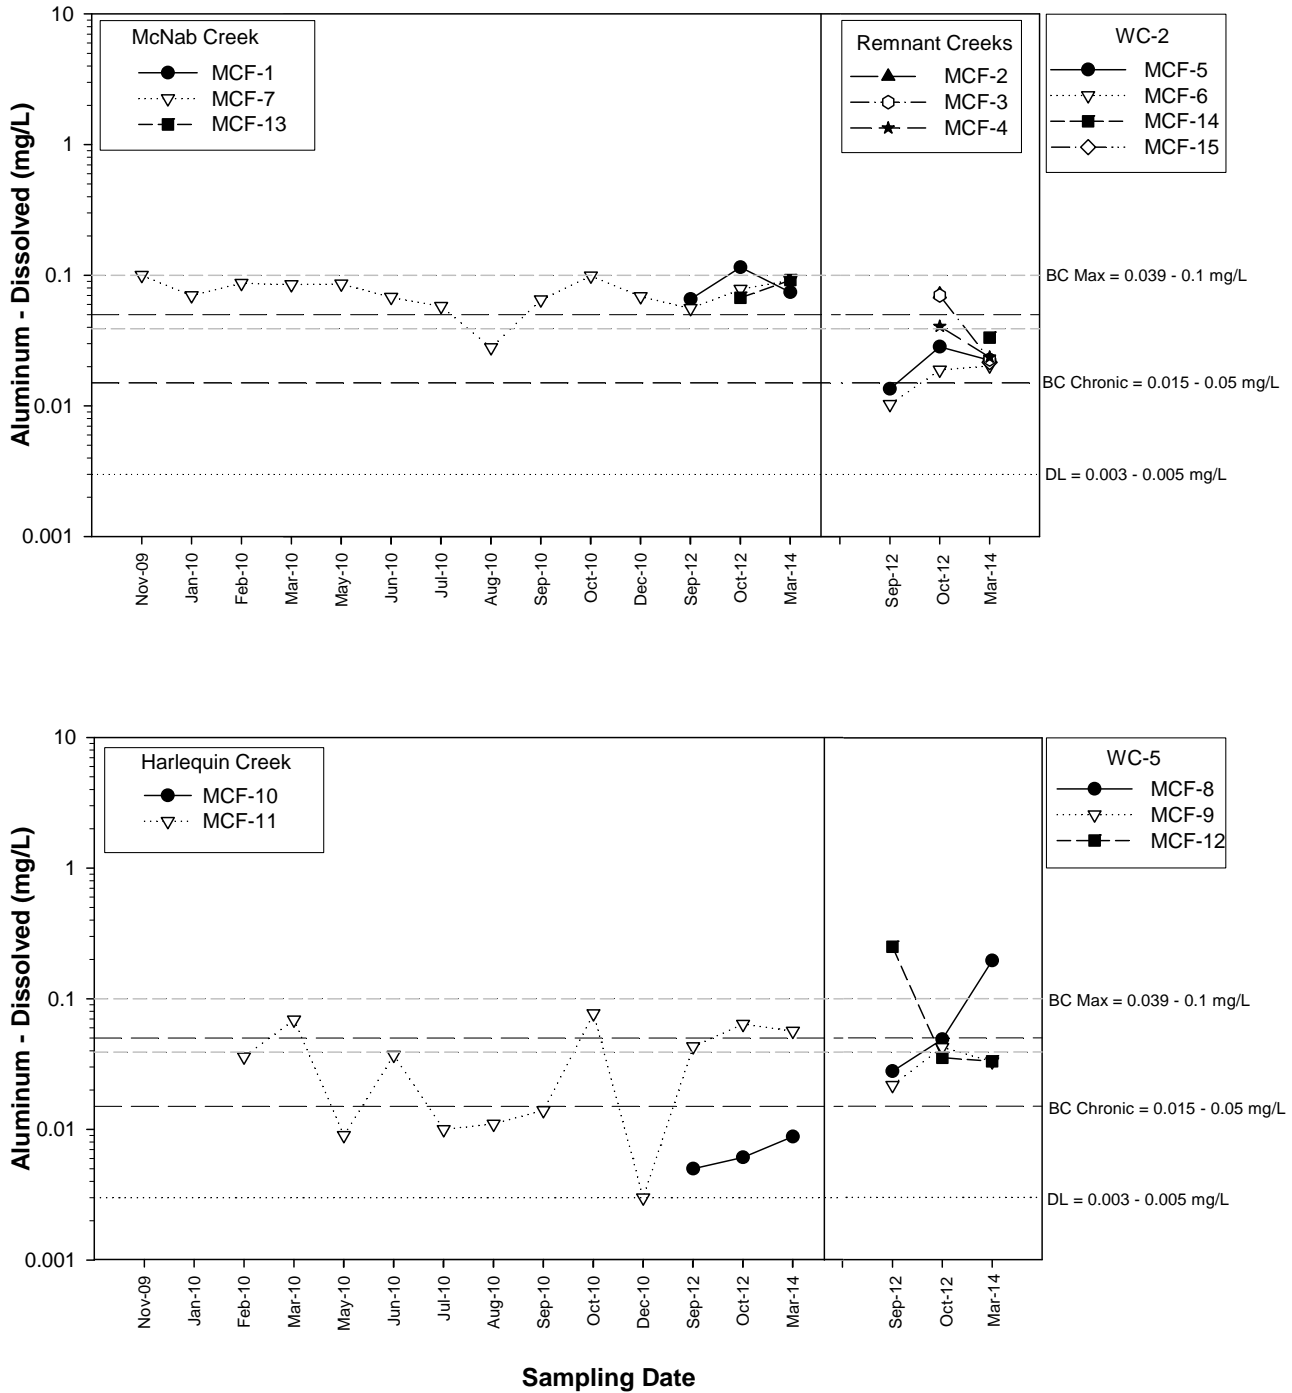 Aluminum - Dissolved (mg/L)
10
1
0.1
0.01
0.001
McNab Creek
MCF-1
MCF-7
MCF-13
Remnant Creeks
MCF-2
MCF-3
MCF-4
WC-2
MCF-5
MCF-6
MCF-14
MCF-15
BC Max = 0.039 - 0.1 mg/L
BC Chronic = 0.015 - 0.05 mg/L
DL = 0.003 - 0.005 mg/L
Nov-09
Jan-10
Feb-10
Mar-10
May-10
Jun-10
Jul-10
Aug-10
Sep-10
Oct-10
Dec-10
Sep-12
Oct-12
Mar-14
Sep-12
Oct-12
Mar-14
Aluminum - Dissolved (mg/L)
10
1
0.1
0.01
0.001
Harlequin Creek
MCF-10
MCF-11
WC-5
MCF-8
MCF-9
MCF-12
BC Max = 0.039 - 0.1 mg/L
BC Chronic = 0.015 - 0.05 mg/L
DL = 0.003 - 0.005 mg/L
Nov-09
Jan-10
Feb-10
Mar-10
May-10
Jun-10
Jul-10
Aug-10
Sep-10
Oct-10
Dec-10
Sep-12
Oct-12
Mar-14
Sep-12
Oct-12
Mar-14
Sampling Date